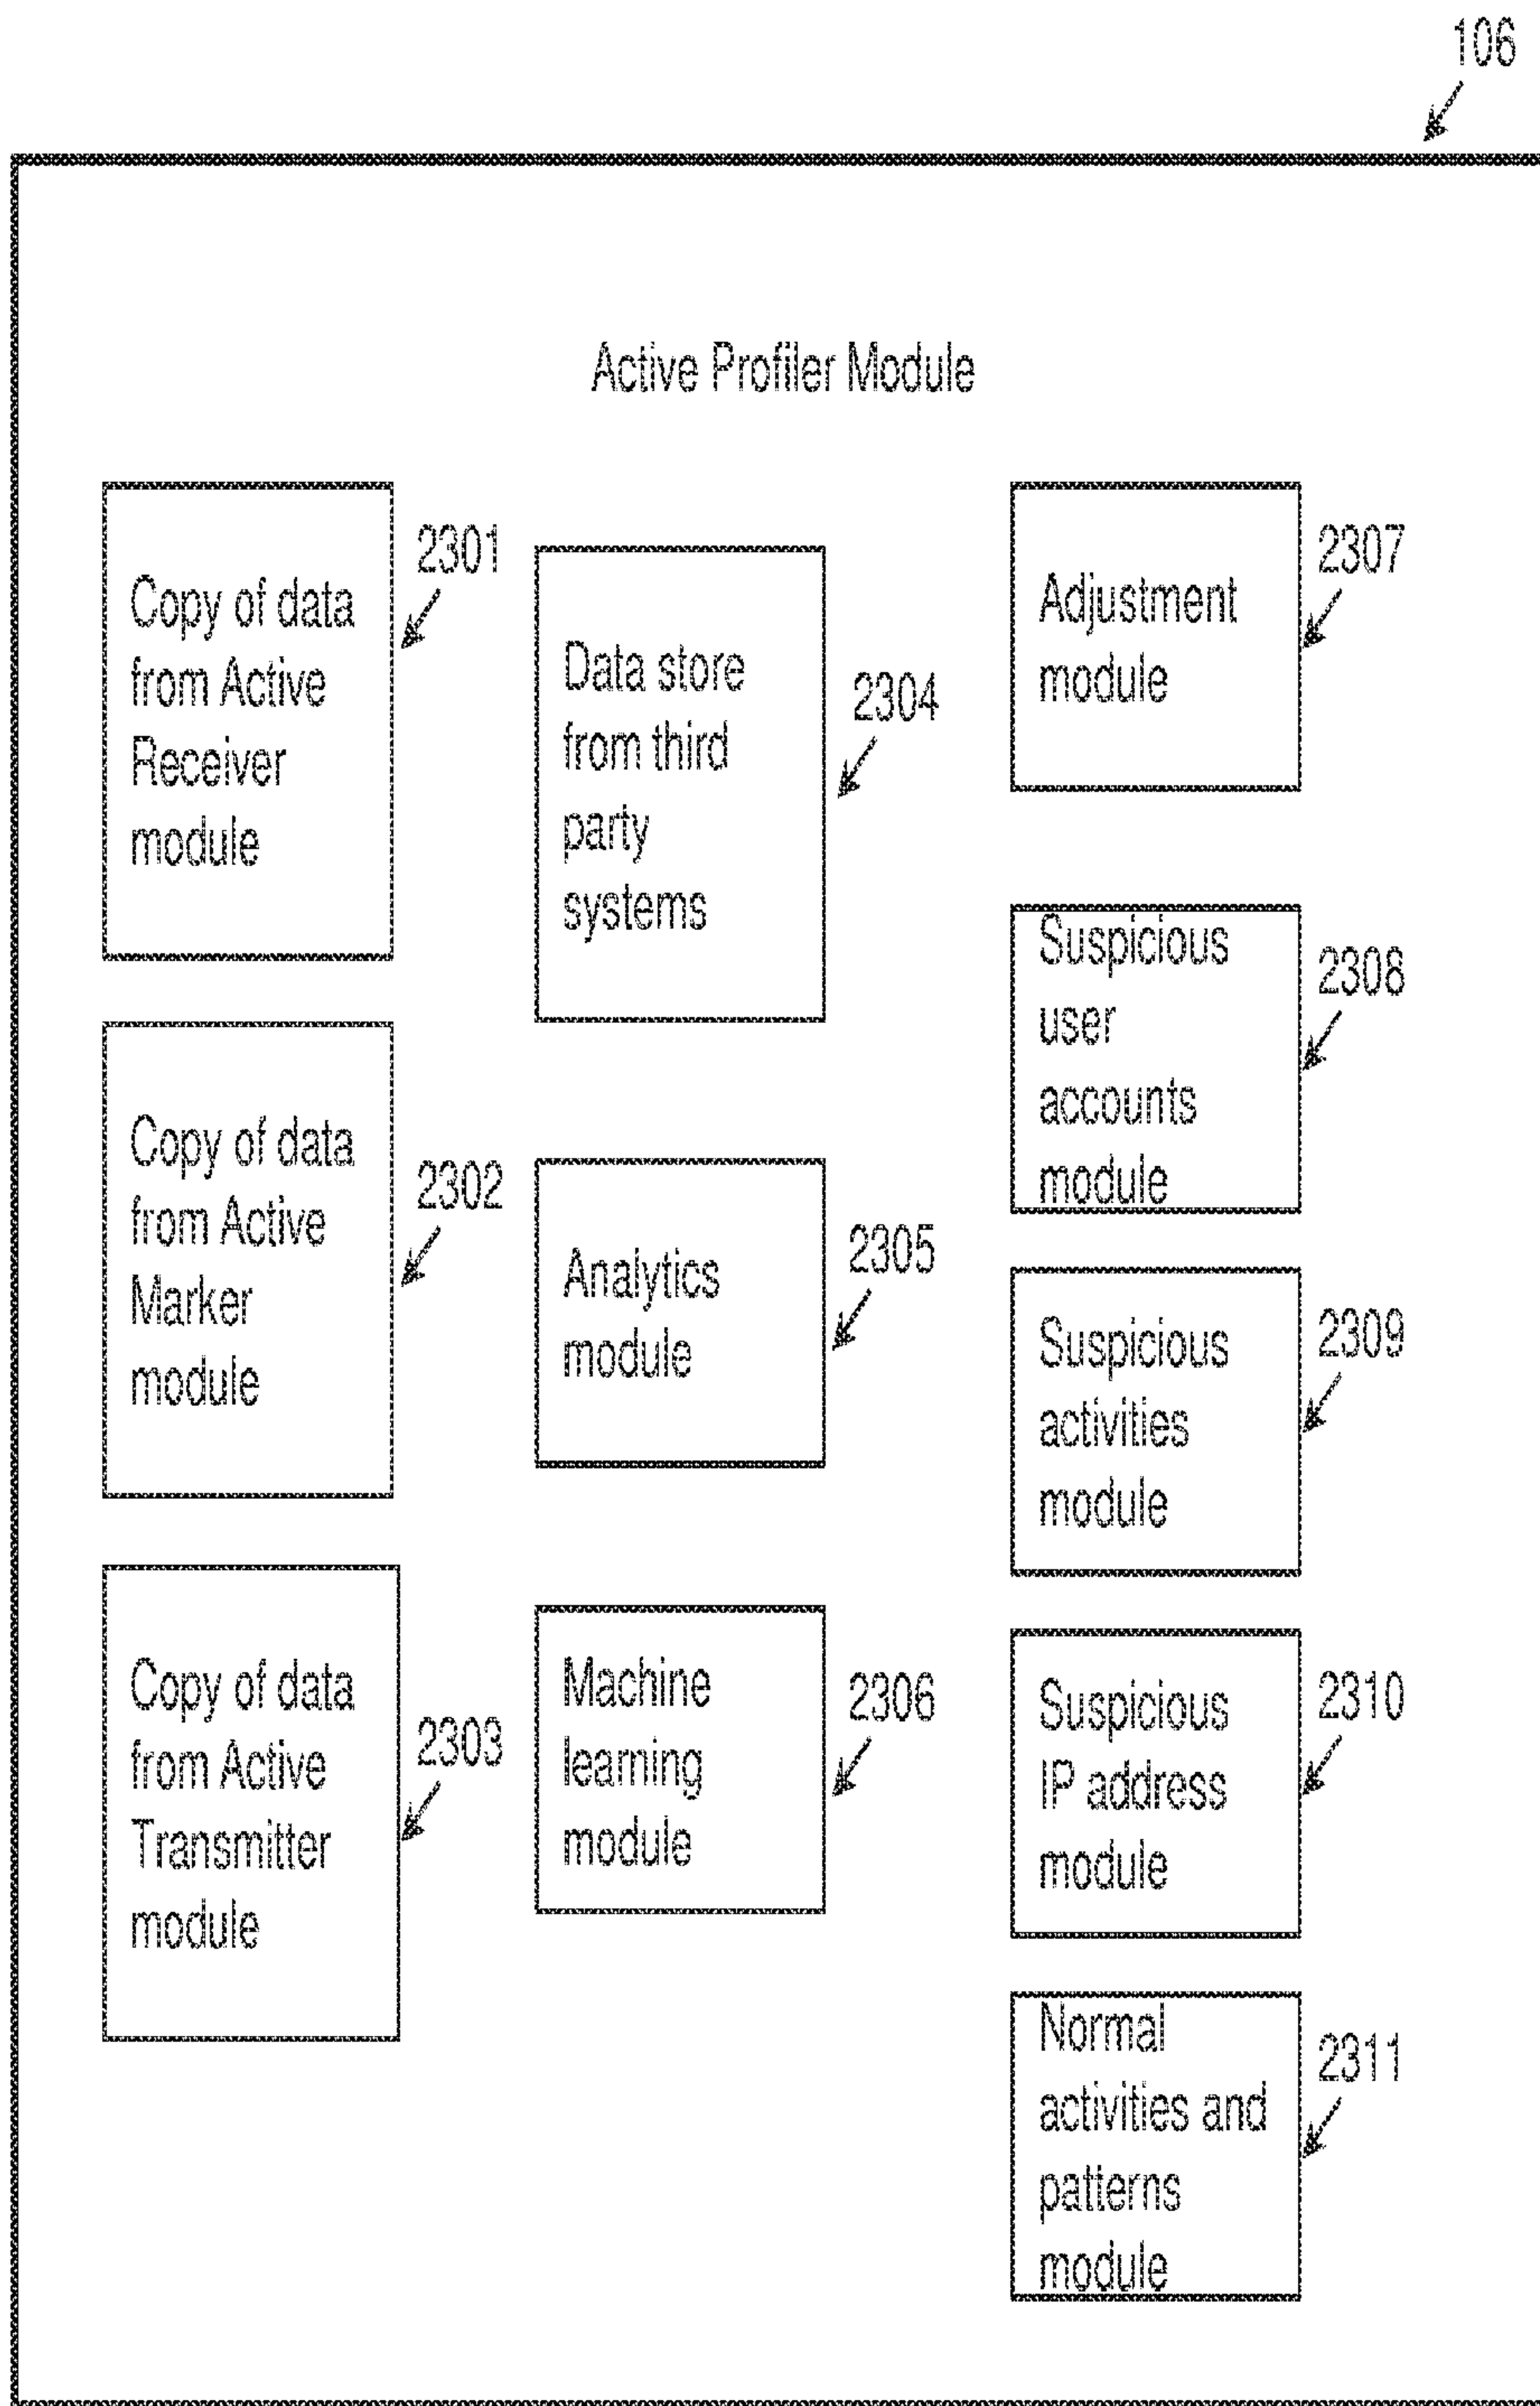 106
Active Profiler Module
Copy of data
from Active
Receiver
module
2301
Copy of data
from Active
Marker
module
2302
Copy of data
from Active
Transmitter
module
2303
Data store
from third
party
systems
2304
Analytics
module
2305
Machine
learning
module
2306
Adjustment
module
2307
Suspicious
user
accounts
module
2308
Suspicious
activities
module
2309
Suspicious
IP address
module
2310
Normal
activities and
patterns
module
2311